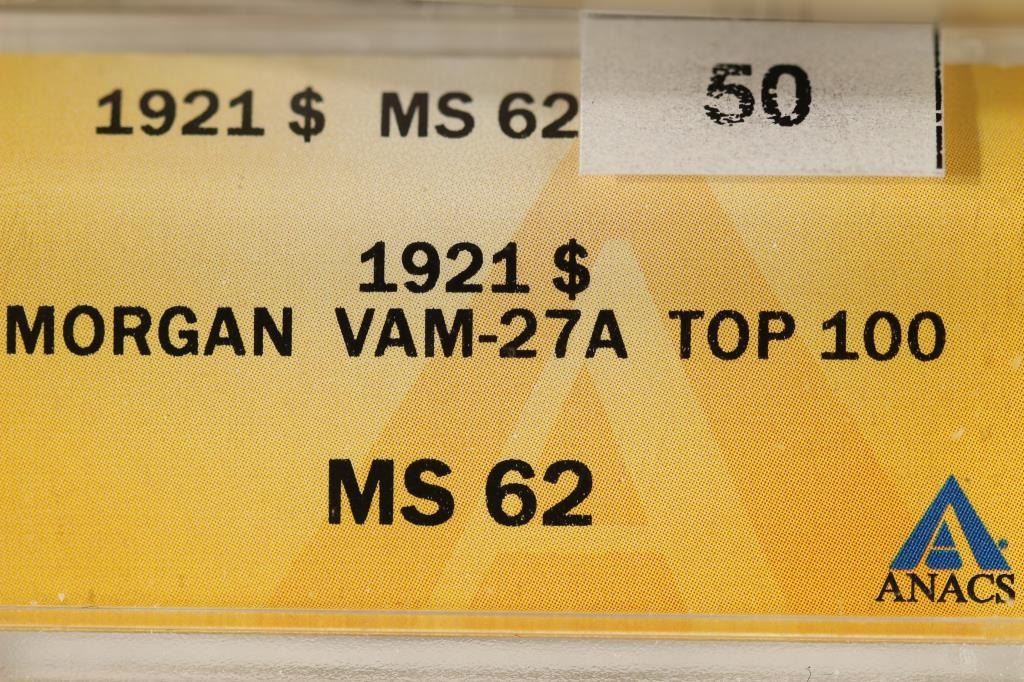 1921 $ MS 62
50
1921 $
MORGAN VAM-27A TOP 100
MS 62
ANACS